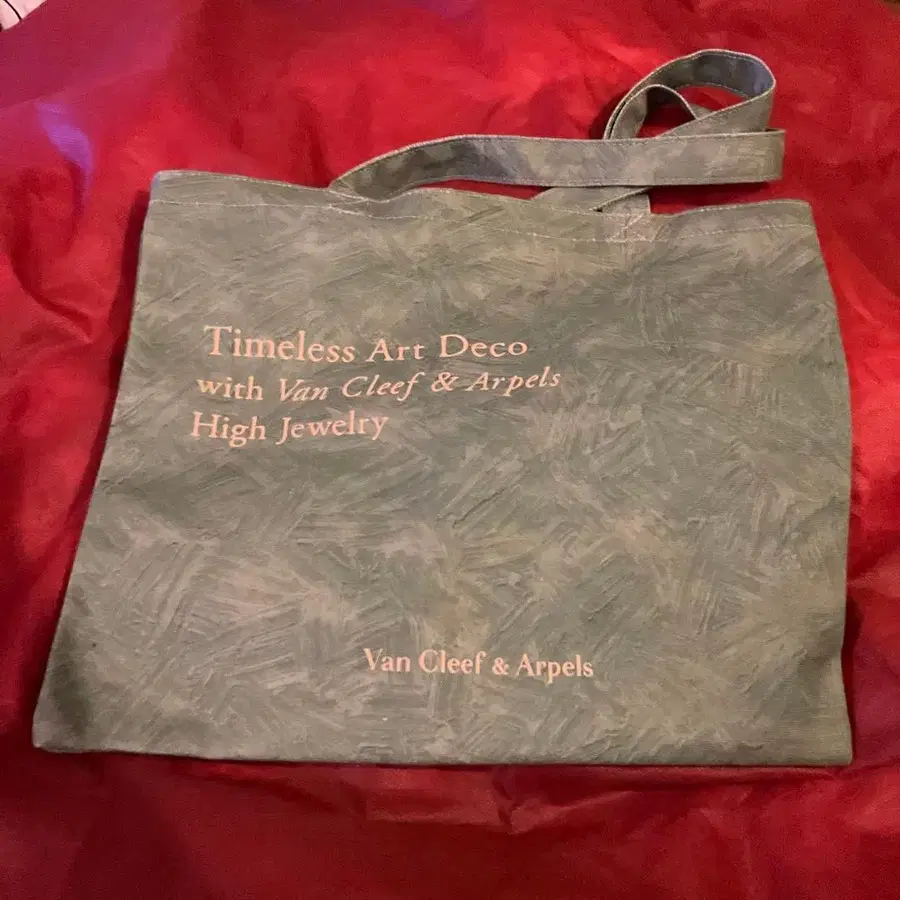 Timeless Art Deco
with Van Cleef & Arpels
High Jewelry
Van Cleef & Arpels